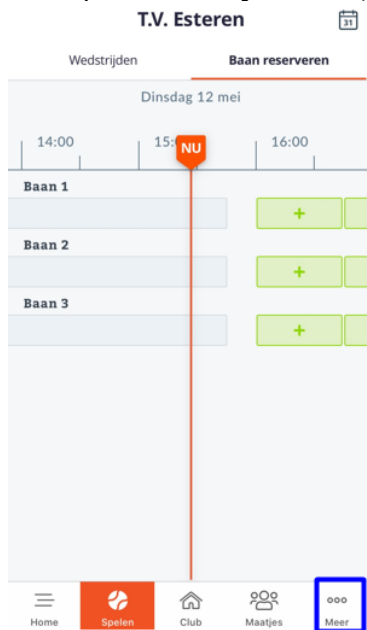 T.V. Esteren
31
Wedstrijden Baan reserveren
Dinsdag 12 mei
14:00 15: NU 16:00
Baan 1
+
Baan 2
+
Baan 3
+
Home Spelen Club Maatjes Meer